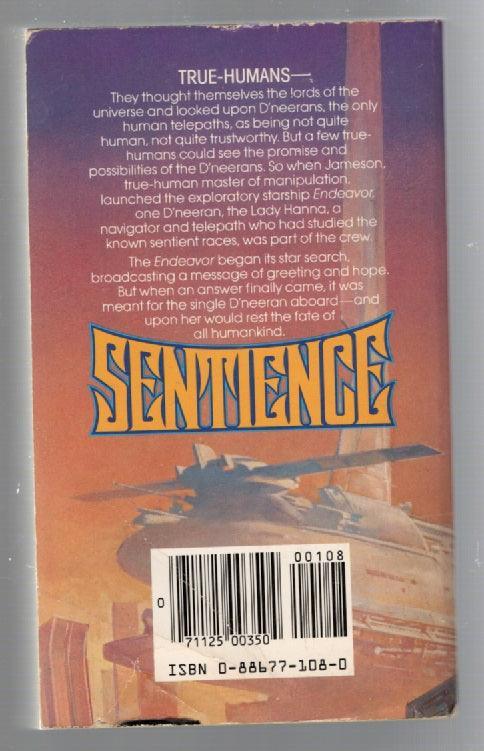 TRUE-HUMANS—
They thought themselves the lords of the
universe and looked upon D'neerans, the only
human telepaths, as being not quite
human, not quite trustworthy. But a few true-
humans could see the promise and
possibilities of the D'neerans. So when Jameson,
true-human master of manipulation,
launched the exploratory starship Endeavor,
one D'neeran, the Lady Hanna, a
navigator and telepath who had studied the
known sentient races, was part of the crew.
The Endeavor began its star search,
broadcasting a message of greeting and hope.
But when an answer finally came, it was
meant for the single D'neeran aboard—and
upon her would rest the fate of
all humankind.
SENTIENCE
00108
0
71125 00350
ISBN 0-88677-108-0